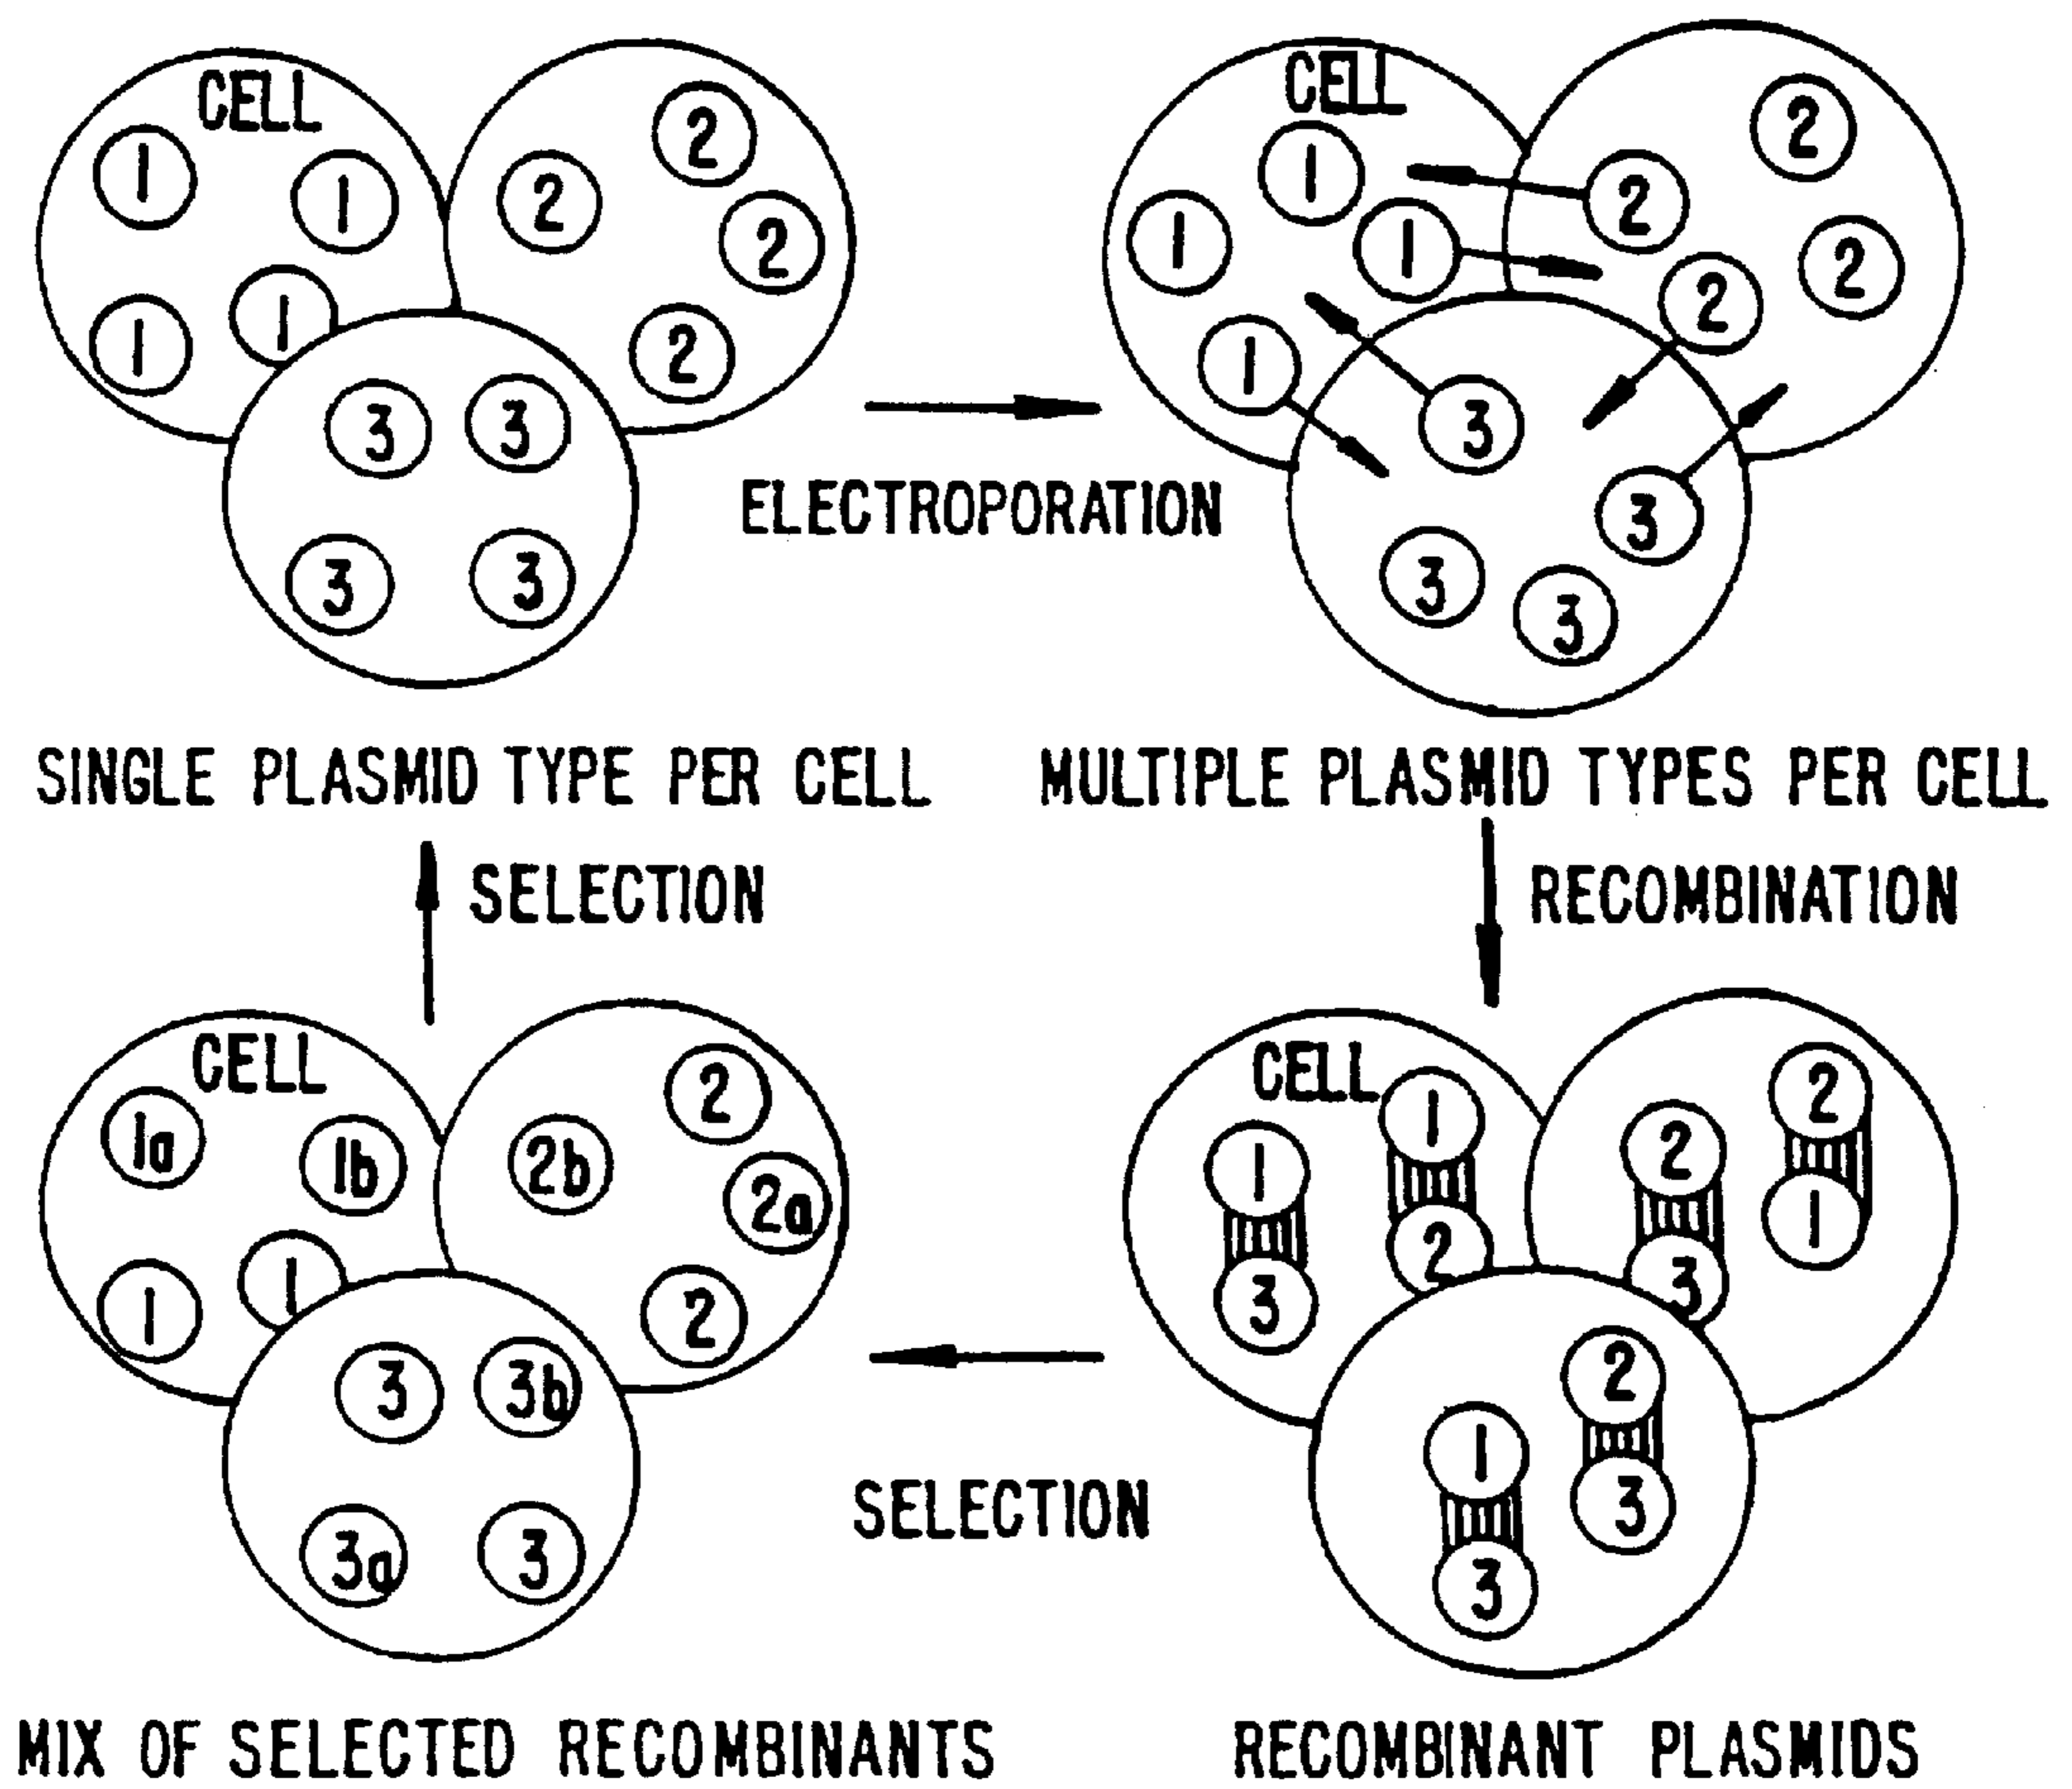 CELL
1 1 1 1
2 2 2 2
3 3 3 3
ELECTROPORATION
CELL
1 1 1 1
2 2 2 2
3 3 3 3
SINGLE PLASMID TYPE PER CELL
MULTIPLE PLASMID TYPES PER CELL
SELECTION
RECOMBINATION
CELL
1a 1b 1 1
2 2b 2a 2
3 3b 3a 3
SELECTION
CELL
1 3
1 2
2 3
2 1
1 3
2 3
MIX OF SELECTED RECOMBINANTS
RECOMBINANT PLASMIDS